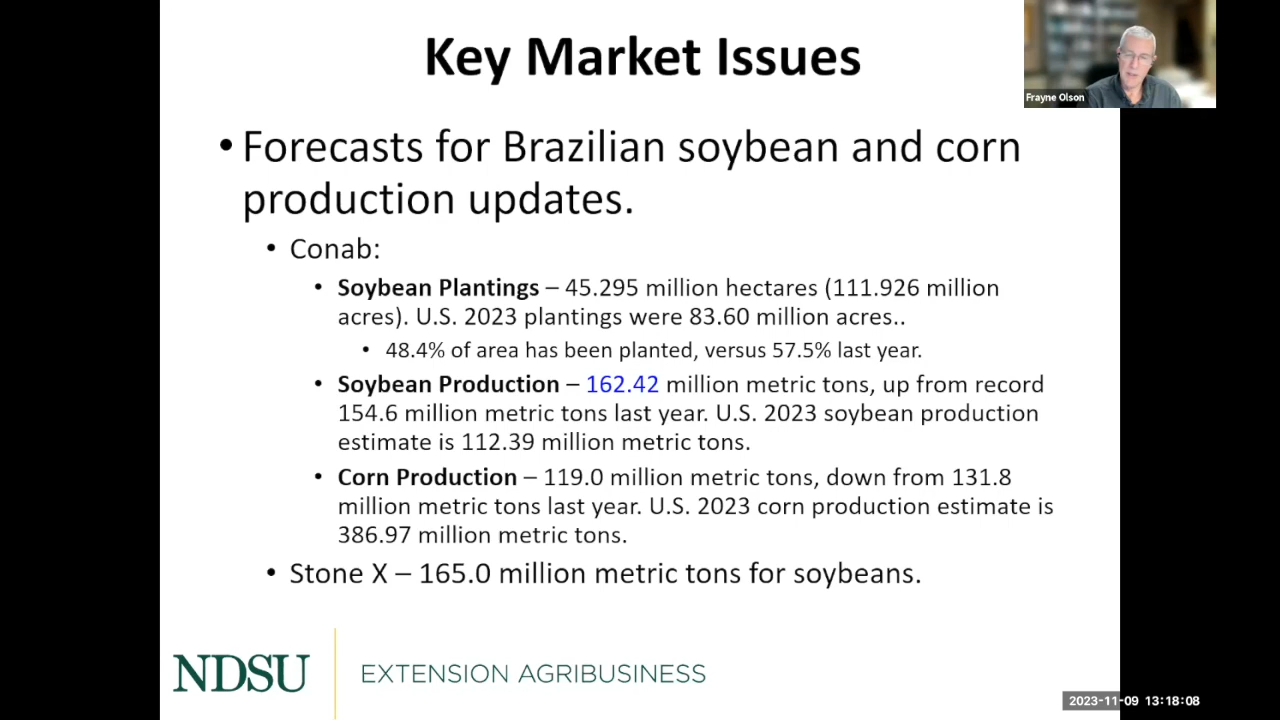 Key Market Issues
Frayne Olson
• Forecasts for Brazilian soybean and corn
production updates.
• Conab:
• Soybean Plantings – 45.295 million hectares (111.926 million
acres). U.S. 2023 plantings were 83.60 million acres..
• 48.4% of area has been planted, versus 57.5% last year.
• Soybean Production – 162.42 million metric tons, up from record
154.6 million metric tons last year. U.S. 2023 soybean production
estimate is 112.39 million metric tons.
• Corn Production – 119.0 million metric tons, down from 131.8
million metric tons last year. U.S. 2023 corn production estimate is
386.97 million metric tons.
• Stone X – 165.0 million metric tons for soybeans.
NDSU EXTENSION AGRIBUSINESS
2023-11-09 13:18:08